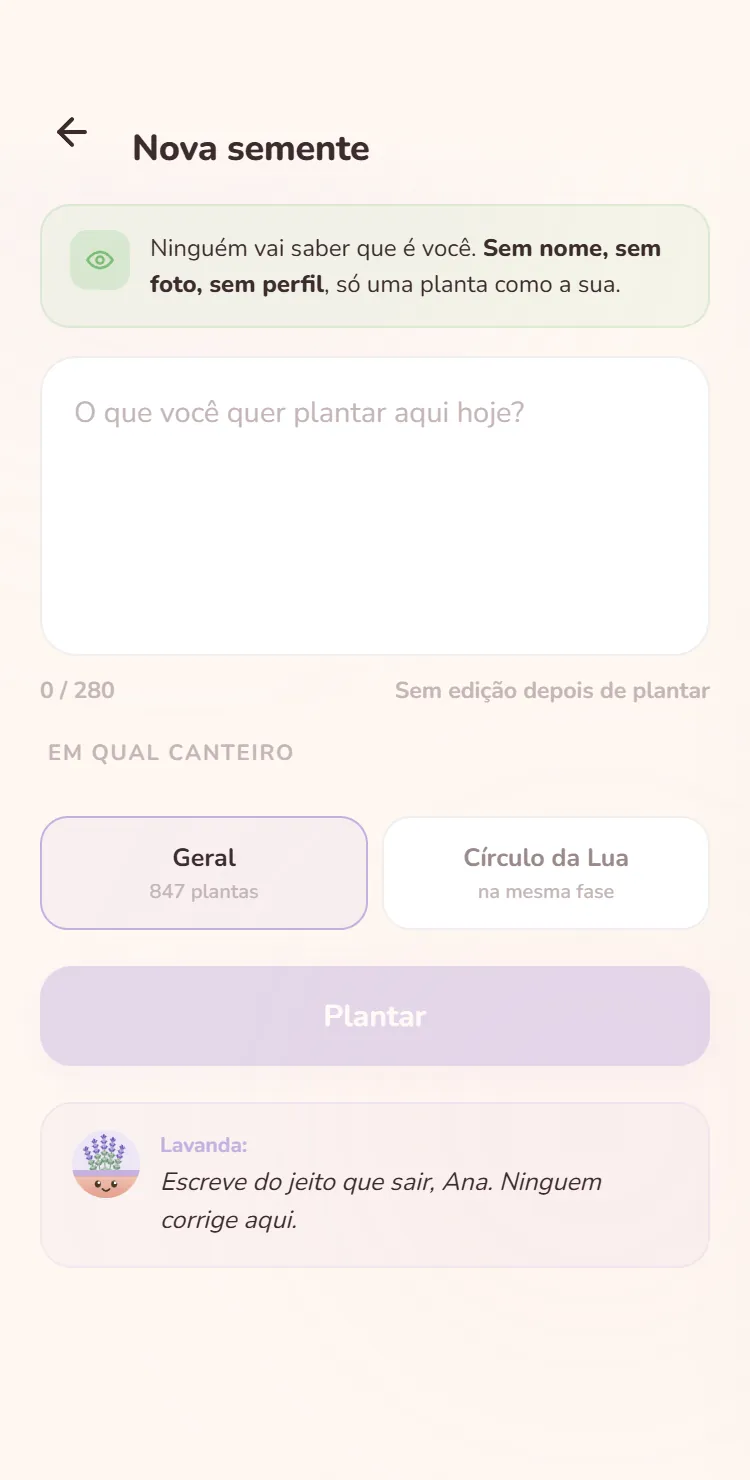 Nova semente
Ninguém vai saber que é você. Sem nome, sem
foto, sem perfil, só uma planta como a sua.
O que você quer plantar aqui hoje?
0 / 280
Sem edição depois de plantar
EM QUAL CANTEIRO
Geral
847 plantas
Círculo da Lua
na mesma fase
Plantar
Lavanda:
Escreve do jeito que sair, Ana. Ninguem
corrige aqui.